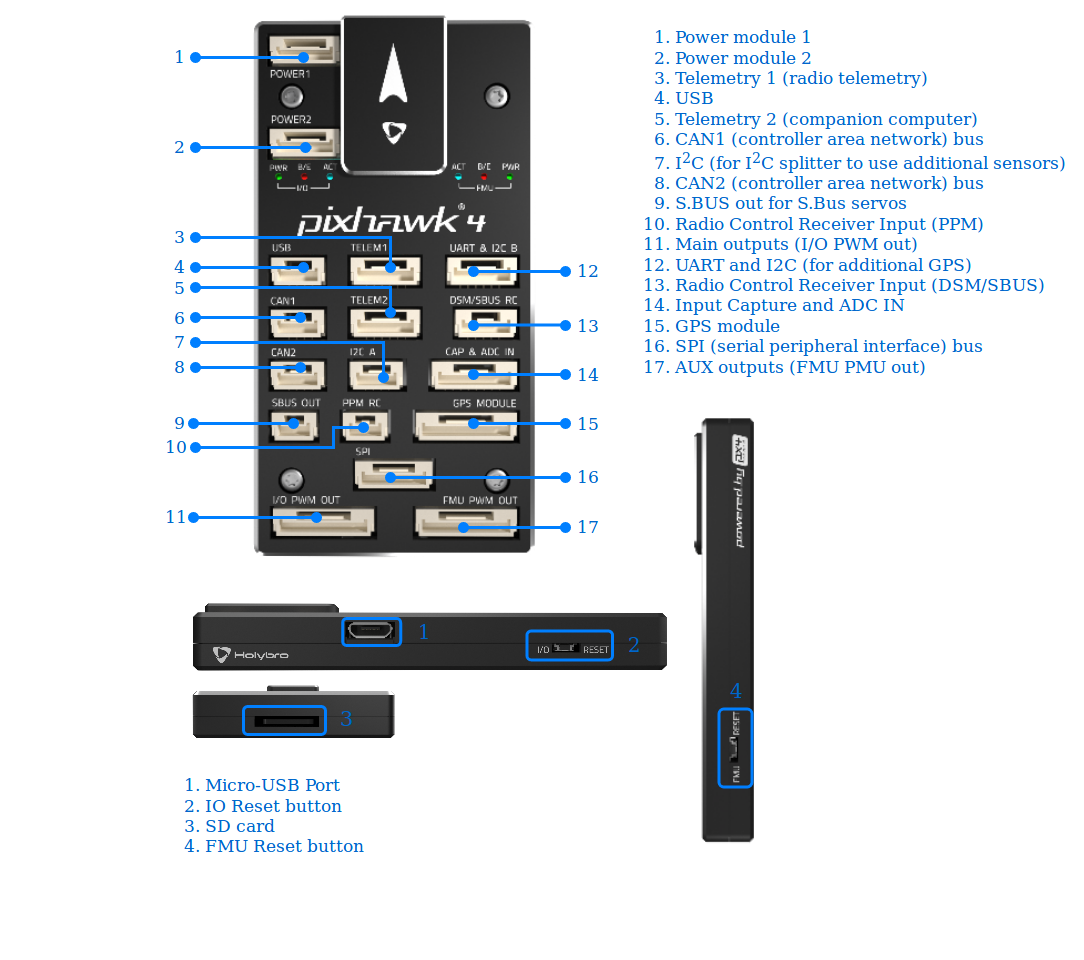 1
POWER1
POWER2
2
PWR B/E ACT
I/O
ACT B/E PWR
FMU
pixhawk®4
3
USB
TELEM1
UART & I2C B
4
12
5
CAN1
TELEM2
DSM/SBUS RC
6
13
7
CAN2
I2C A
CAP & ADC IN
8
14
SBUS OUT
PPM RC
GPS MODULE
9
15
10
SPI
16
I/O PWM OUT
FMU PWM OUT
11
17
1. Power module 1
2. Power module 2
3. Telemetry 1 (radio telemetry)
4. USB
5. Telemetry 2 (companion computer)
6. CAN1 (controller area network) bus
7. I²C (for I²C splitter to use additional sensors)
8. CAN2 (controller area network) bus
9. S.BUS out for S.Bus servos
10. Radio Control Receiver Input (PPM)
11. Main outputs (I/O PWM out)
12. UART and I2C (for additional GPS)
13. Radio Control Receiver Input (DSM/SBUS)
14. Input Capture and ADC IN
15. GPS module
16. SPI (serial peripheral interface) bus
17. AUX outputs (FMU PMU out)
powered by px4
4
FMU RESET
1
Holybro
I/O RESET
2
3
1. Micro-USB Port
2. IO Reset button
3. SD card
4. FMU Reset button